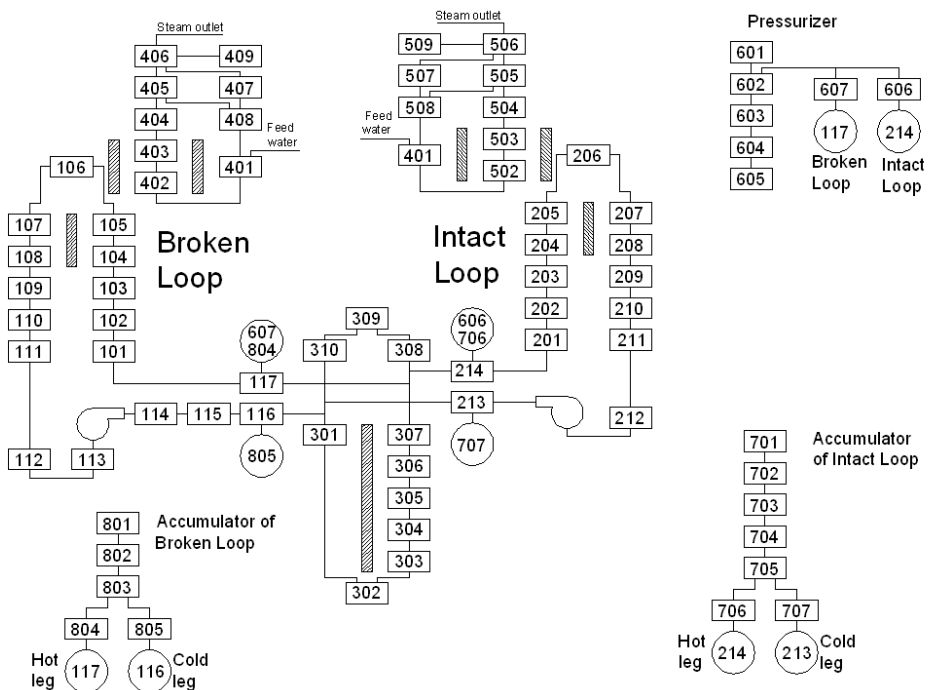 Steam outlet
406 409
405 407
404 408
403 Feed water
402 401
106
107 105
108 104
109 103
110 102
111 101
112 113
114 115 116
805
607
804
117
Broken
Loop
Steam outlet
509 506
507 505
508 504
Feed
water
401 503
502
206
205 207
204 208
203 209
202 210
201 211
212
Intact
Loop
606
706
214
213
707
309
310 308
301 307
306
305
304
303
302
Pressurizer
601
602 607 606
603 117 214
604 Broken Intact
605 Loop Loop
801 Accumulator of
802 Broken Loop
803
804 805
Hot 117 116 Cold
leg leg
701 Accumulator
702 of Intact Loop
703
704
705
706 707
Hot 214 213 Cold
leg leg